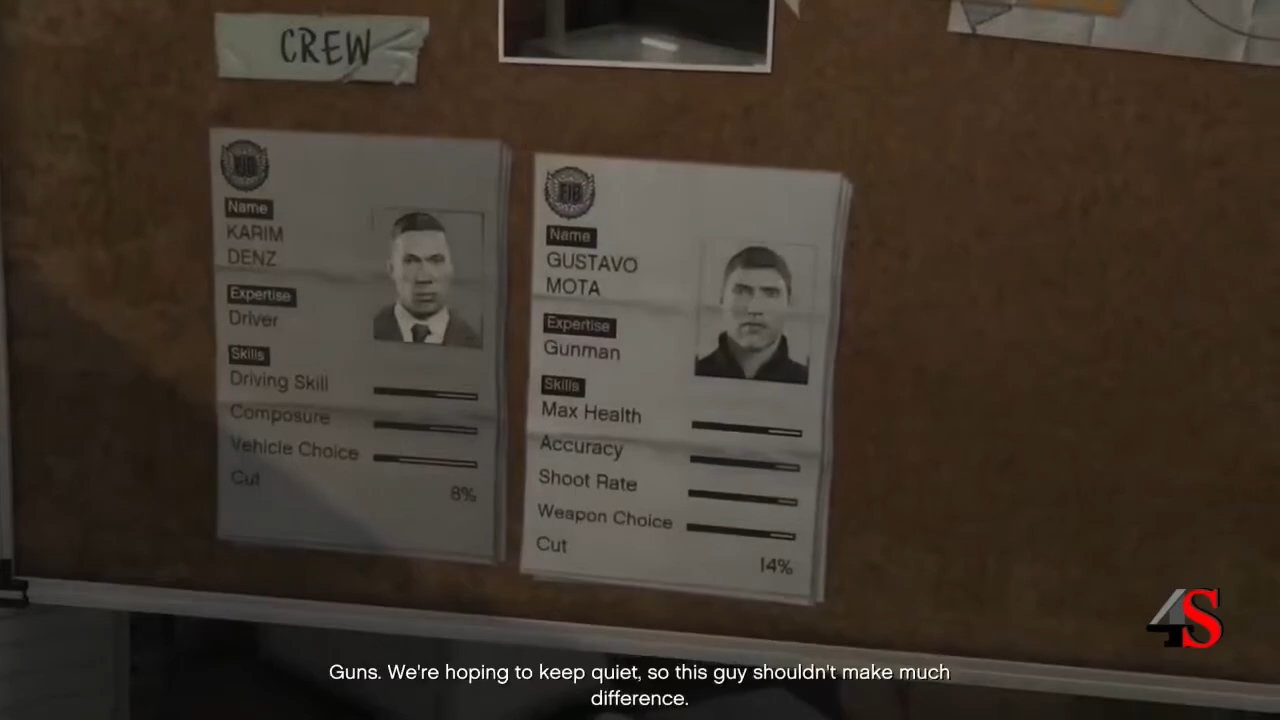 CREW
FIB
Name
KARIM
DENZ
Expertise
Driver
Skills
Driving Skill
Composure
Vehicle Choice
Cut
8%
FIB
Name
GUSTAVO
MOTA
Expertise
Gunman
Skills
Max Health
Accuracy
Shoot Rate
Weapon Choice
Cut
14%
4S
Guns. We're hoping to keep quiet, so this guy shouldn't make much
difference.